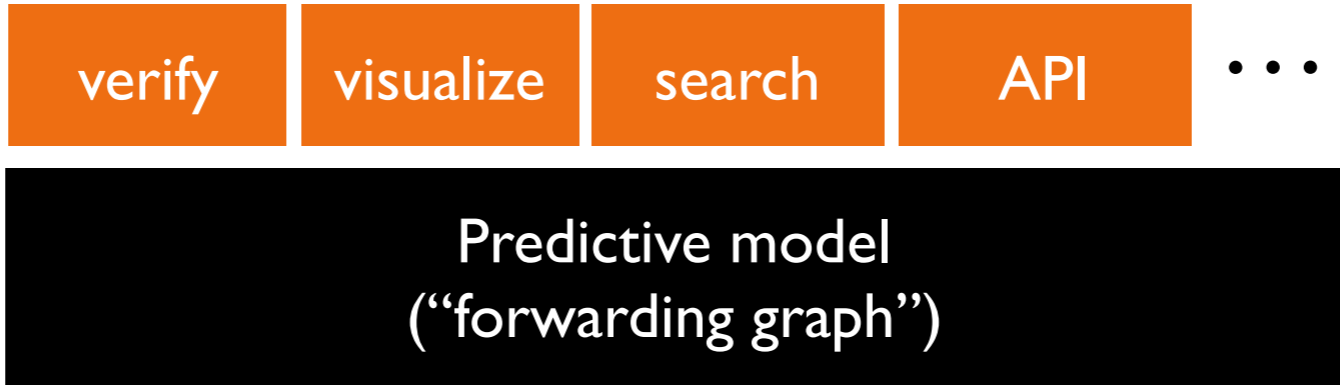 verify visualize search API ...
Predictive model
(“forwarding graph”)